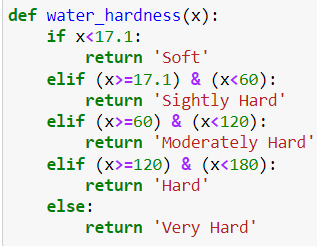 def water_hardness(x):
    if x<17.1:
        return 'Soft'
    elif (x>=17.1) & (x<60):
        return 'Sightly Hard'
    elif (x>=60) & (x<120):
        return 'Moderately Hard'
    elif (x>=120) & (x<180):
        return 'Hard'
    else:
        return 'Very Hard'